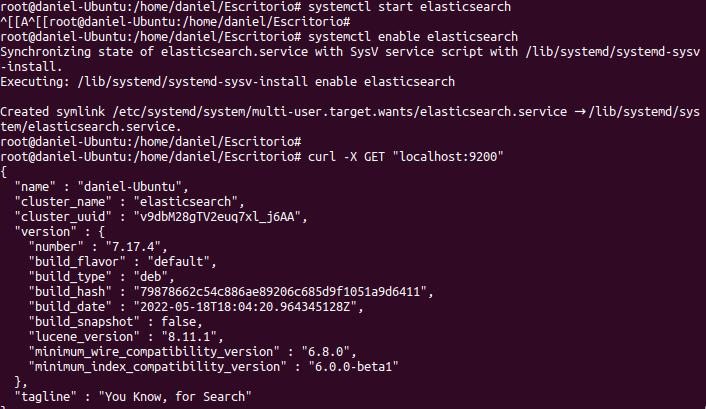 root@daniel-Ubuntu:/home/daniel/Escritorio# systemctl start elasticsearch
^[[A^[[root@daniel-Ubuntu:/home/daniel/Escritorio#
root@daniel-Ubuntu:/home/daniel/Escritorio# systemctl enable elasticsearch
Synchronizing state of elasticsearch.service with SysV service script with /lib/systemd/systemd-sysv
-install.
Executing: /lib/systemd/systemd-sysv-install enable elasticsearch
Created symlink /etc/systemd/system/multi-user.target.wants/elasticsearch.service → /lib/systemd/sys
tem/elasticsearch.service.
root@daniel-Ubuntu:/home/daniel/Escritorio#
root@daniel-Ubuntu:/home/daniel/Escritorio# curl -X GET "localhost:9200"
{
  "name" : "daniel-Ubuntu",
  "cluster_name" : "elasticsearch",
  "cluster_uuid" : "v9dbM28gTV2euq7xl_j6AA",
  "version" : {
    "number" : "7.17.4",
    "build_flavor" : "default",
    "build_type" : "deb",
    "build_hash" : "79878662c54c886ae89206c685d9f1051a9d6411",
    "build_date" : "2022-05-18T18:04:20.964345128Z",
    "build_snapshot" : false,
    "lucene_version" : "8.11.1",
    "minimum_wire_compatibility_version" : "6.8.0",
    "minimum_index_compatibility_version" : "6.0.0-beta1"
  },
  "tagline" : "You Know, for Search"
}